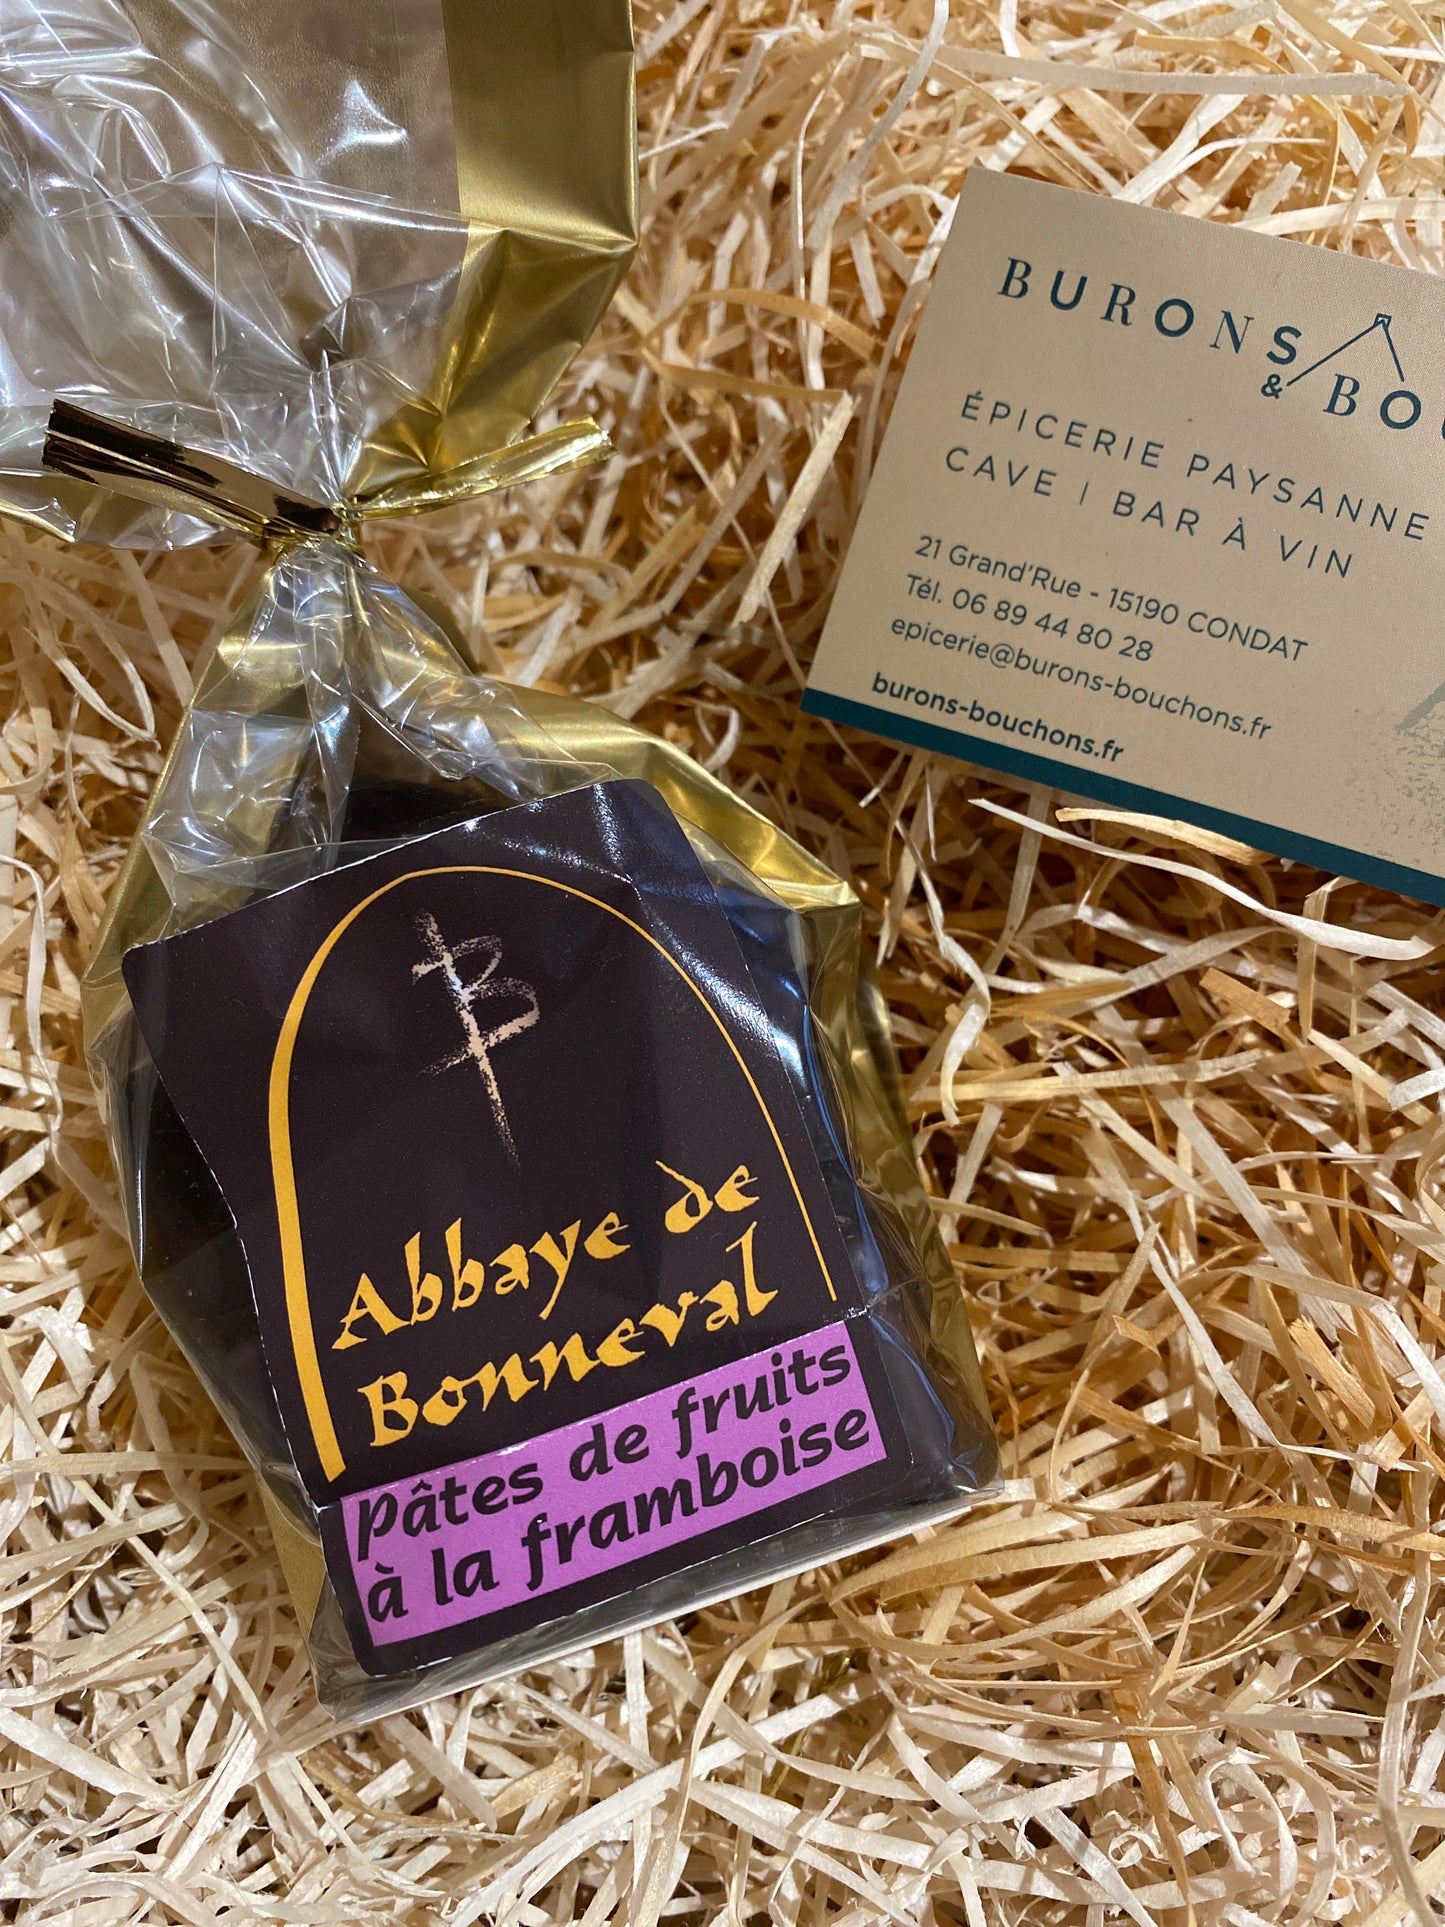 BURONS
&
ÉPICERIE PAYSANNE
CAVE | BAR À VIN
21 Grand'Rue - 15190 CONDAT
Tél. 06 89 44 80 28
epicerie@burons-bouchons.fr
burons-bouchons.fr
B
Abbaye de
Bonneval
Pâtes de fruits
à la framboise